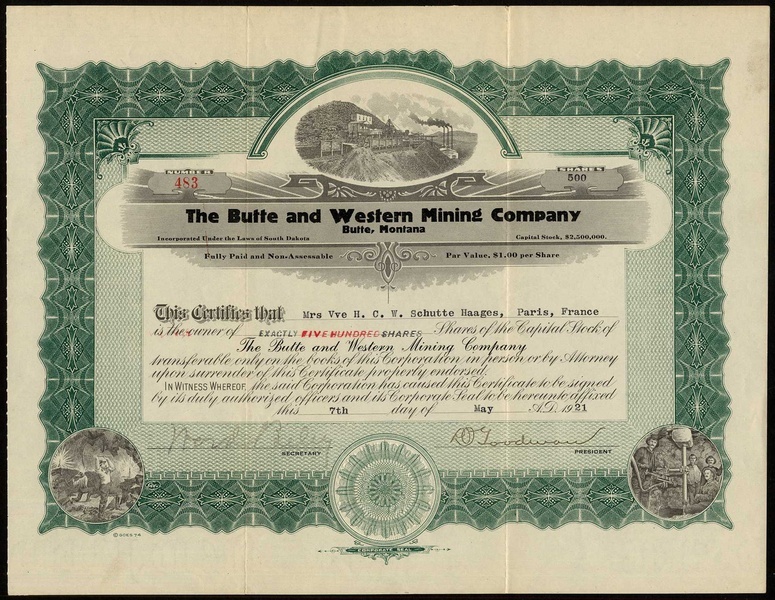 NUMBER
483
SHARES
500
The Butte and Western Mining Company
Butte, Montana
Incorporated Under the Laws of South Dakota
Capital Stock, $2,500,000.
Fully Paid and Non-Assessable
Par Value, $1.00 per Share
This Certifies that Mrs Vve H. C. W. Schutte Haages, Paris, France
is the owner of EXACTLY FIVE HUNDRED SHARES Shares of the Capital Stock of
The Butte and Western Mining Company
transferable only on the books of this Corporation in person or by Attorney
upon surrender of this Certificate properly endorsed.
IN WITNESS WHEREOF, the said Corporation has caused this Certificate to be signed
by its duly authorized officers and its Corporate Seal to be hereunto affixed
this 7th day of May A.D. 1921
SECRETARY
D Goodman
PRESIDENT
© GOES 74
CORPORATE SEAL